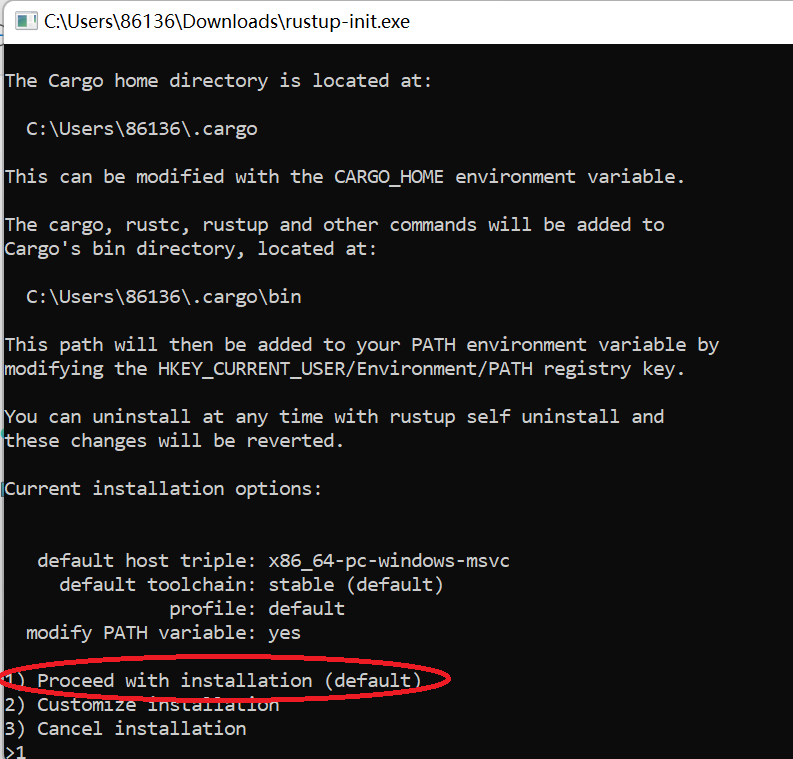 C:\Users\86136\Downloads\rustup-init.exe
The Cargo home directory is located at:
C:\Users\86136\.cargo
This can be modified with the CARGO_HOME environment variable.
The cargo, rustc, rustup and other commands will be added to
Cargo's bin directory, located at:
C:\Users\86136\.cargo\bin
This path will then be added to your PATH environment variable by
modifying the HKEY_CURRENT_USER/Environment/PATH registry key.
You can uninstall at any time with rustup self uninstall and
these changes will be reverted.
Current installation options:
default host triple: x86_64-pc-windows-msvc
default toolchain: stable (default)
profile: default
modify PATH variable: yes
1) Proceed with installation (default)
2) Customize installation
3) Cancel installation
>1